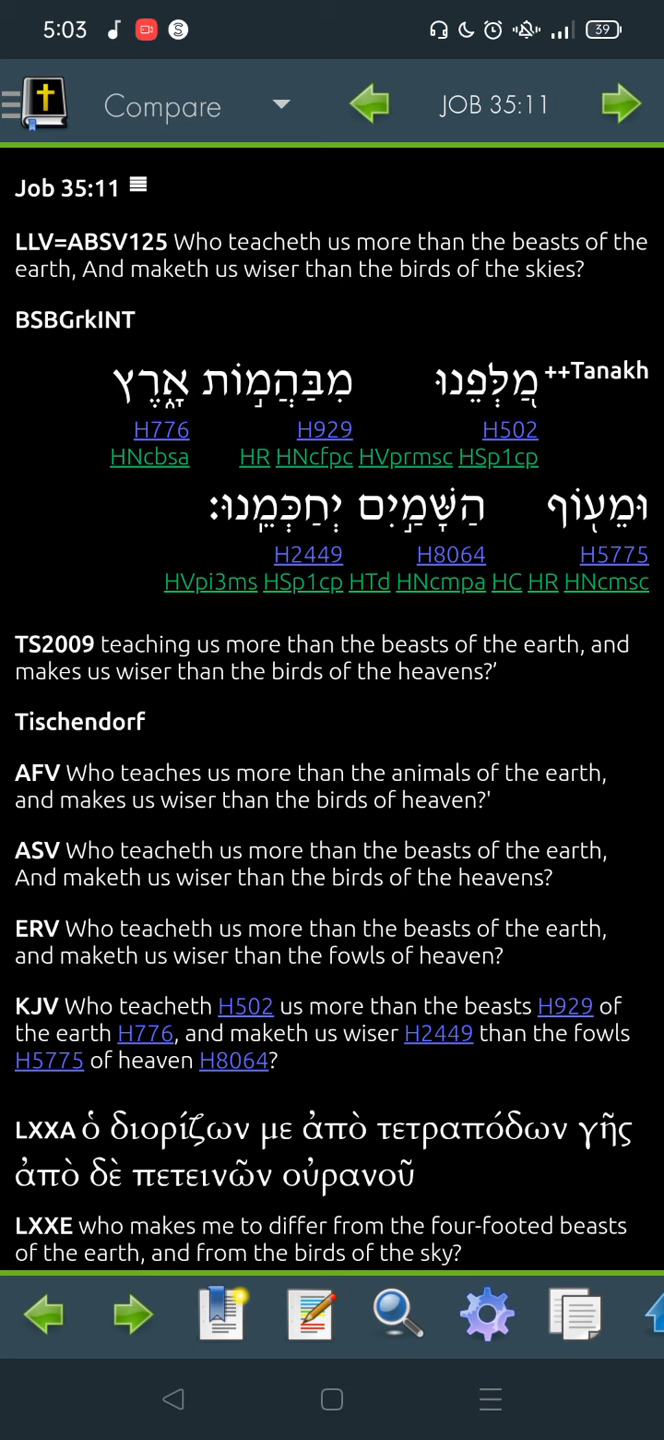 5:03 39
Compare JOB 35:11
Job 35:11
LLV=ABSV125 Who teacheth us more than the beasts of the
earth, And maketh us wiser than the birds of the skies?
BSBGrkINT
++Tanakh מַ֭לְּפֵנוּ מִבַּהֲמ֣וֹת אָ֑רֶץ
H776 H929 H502
HNcbsa HR HNcfpc HVprmsc HSp1cp
וּמֵע֖וֹף הַשָּׁמַ֣יִם יְחַכְּמֵֽנוּ׃
H2449 H8064 H5775
HVpi3ms HSp1cp HTd HNcmpa HC HR HNcmsc
TS2009 teaching us more than the beasts of the earth, and
makes us wiser than the birds of the heavens?’
Tischendorf
AFV Who teaches us more than the animals of the earth,
and makes us wiser than the birds of heaven?'
ASV Who teacheth us more than the beasts of the earth,
And maketh us wiser than the birds of the heavens?
ERV Who teacheth us more than the beasts of the earth,
and maketh us wiser than the fowls of heaven?
KJV Who teacheth H502 us more than the beasts H929 of
the earth H776, and maketh us wiser H2449 than the fowls
H5775 of heaven H8064?
LXXA ὁ διορίζων με ἀπὸ τετραπόδων γῆς
ἀπὸ δὲ πετεινῶν οὐρανοῦ
LXXE who makes me to differ from the four-footed beasts
of the earth, and from the birds of the sky?